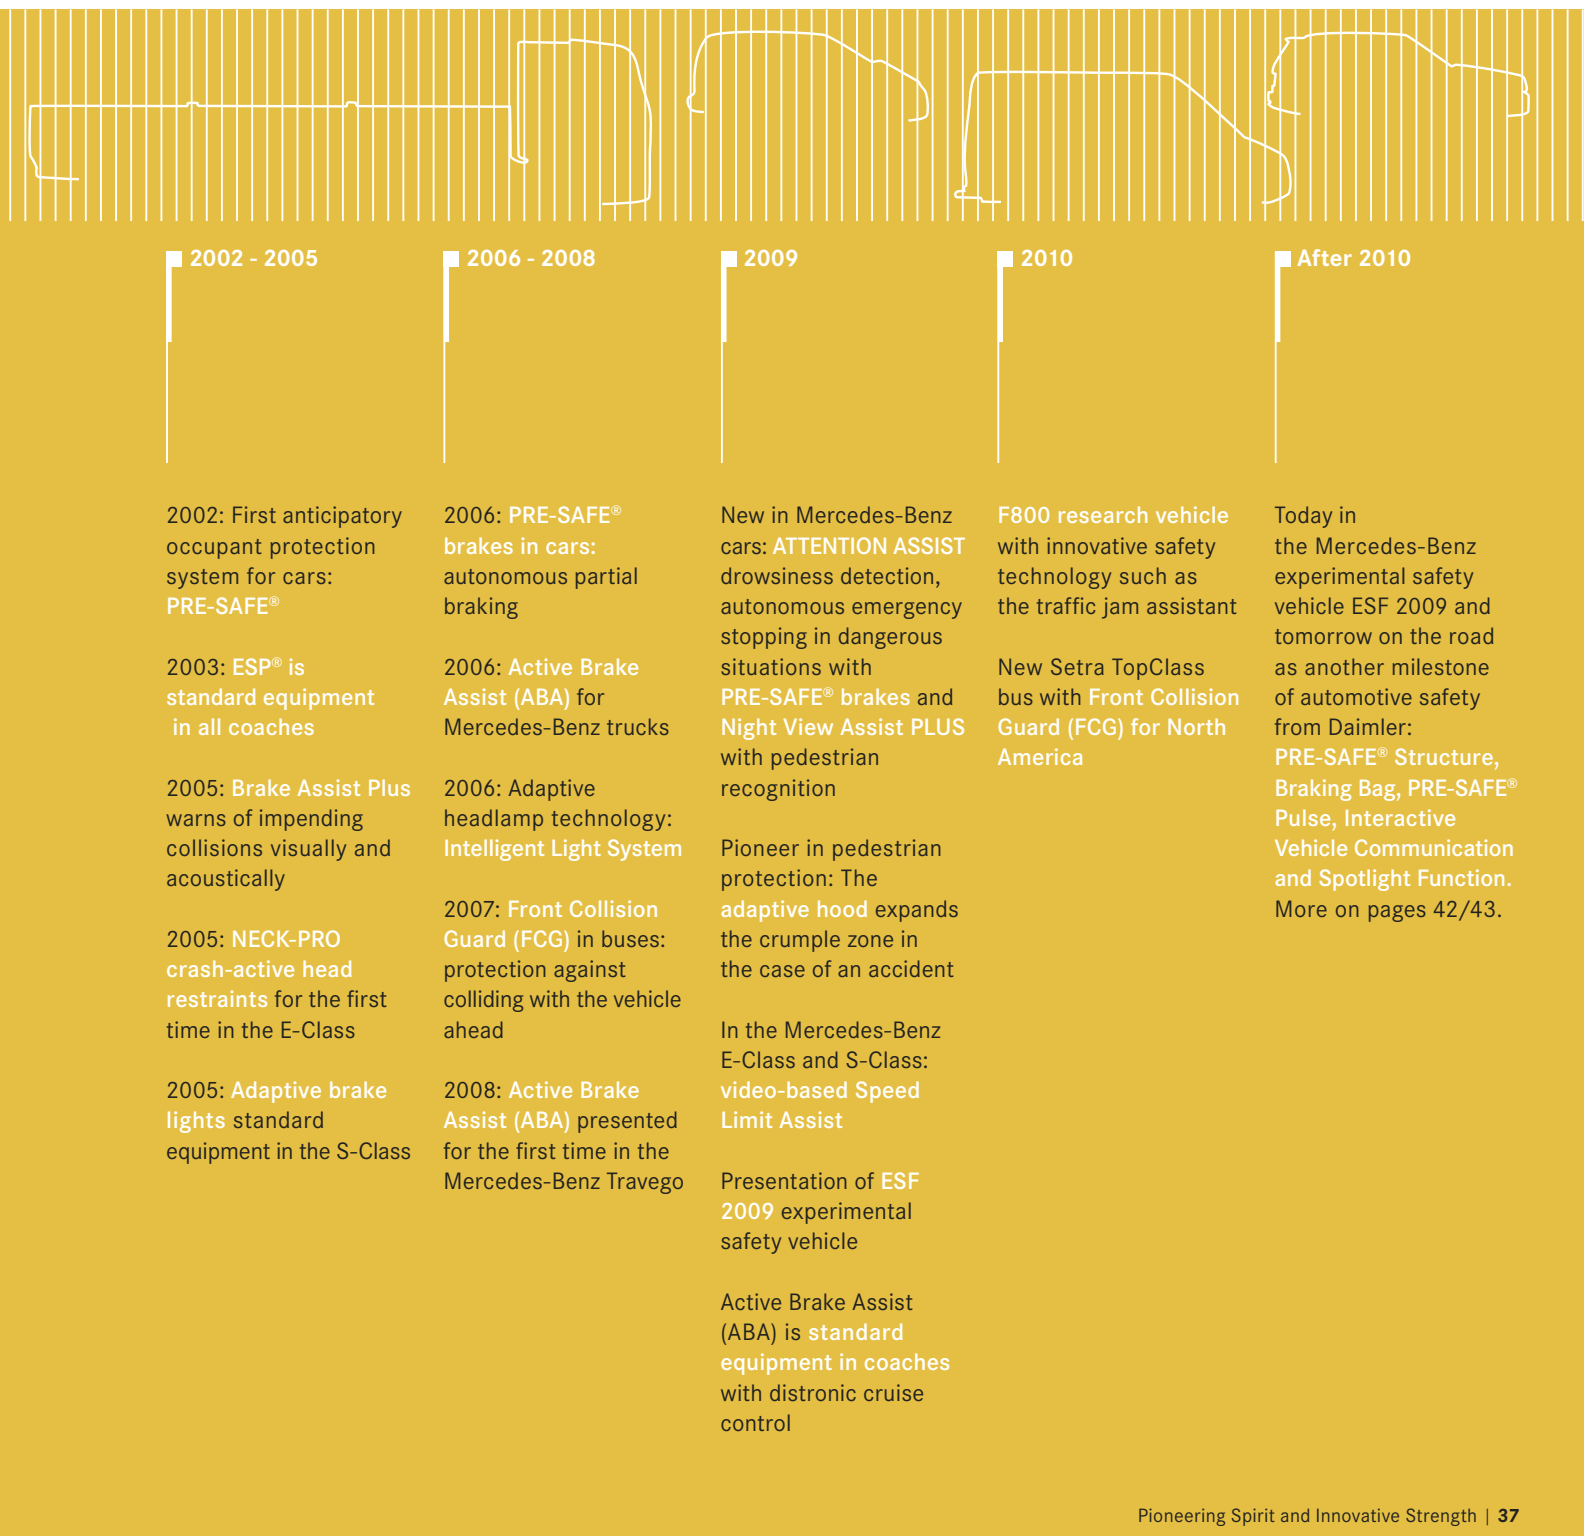 2002 - 2005
2002: First anticipatory
occupant protection
system for cars:
PRE-SAFE®
2003: ESP® is
standard equipment
in all coaches
2005: Brake Assist Plus
warns of impending
collisions visually and
acoustically
2005: NECK-PRO
crash-active head
restraints for the first
time in the E-Class
2005: Adaptive brake
lights standard
equipment in the S-Class
2006 - 2008
2006: PRE-SAFE®
brakes in cars:
autonomous partial
braking
2006: Active Brake
Assist (ABA) for
Mercedes-Benz trucks
2006: Adaptive
headlamp technology:
Intelligent Light System
2007: Front Collision
Guard (FCG) in buses:
protection against
colliding with the vehicle
ahead
2008: Active Brake
Assist (ABA) presented
for the first time in the
Mercedes-Benz Travego
2009
New in Mercedes-Benz
cars: ATTENTION ASSIST
drowsiness detection,
autonomous emergency
stopping in dangerous
situations with
PRE-SAFE® brakes and
Night View Assist PLUS
with pedestrian
recognition
Pioneer in pedestrian
protection: The
adaptive hood expands
the crumple zone in
the case of an accident
In the Mercedes-Benz
E-Class and S-Class:
video-based Speed
Limit Assist
Presentation of ESF
2009 experimental
safety vehicle
Active Brake Assist
(ABA) is standard
equipment in coaches
with distronic cruise
control
2010
F800 research vehicle
with innovative safety
technology such as
the traffic jam assistant
New Setra TopClass
bus with Front Collision
Guard (FCG) for North
America
After 2010
Today in
the Mercedes-Benz
experimental safety
vehicle ESF 2009 and
tomorrow on the road
as another milestone
of automotive safety
from Daimler:
PRE-SAFE® Structure,
Braking Bag, PRE-SAFE®
Pulse, Interactive
Vehicle Communication
and Spotlight Function.
More on pages 42/43.
Pioneering Spirit and Innovative Strength | 37